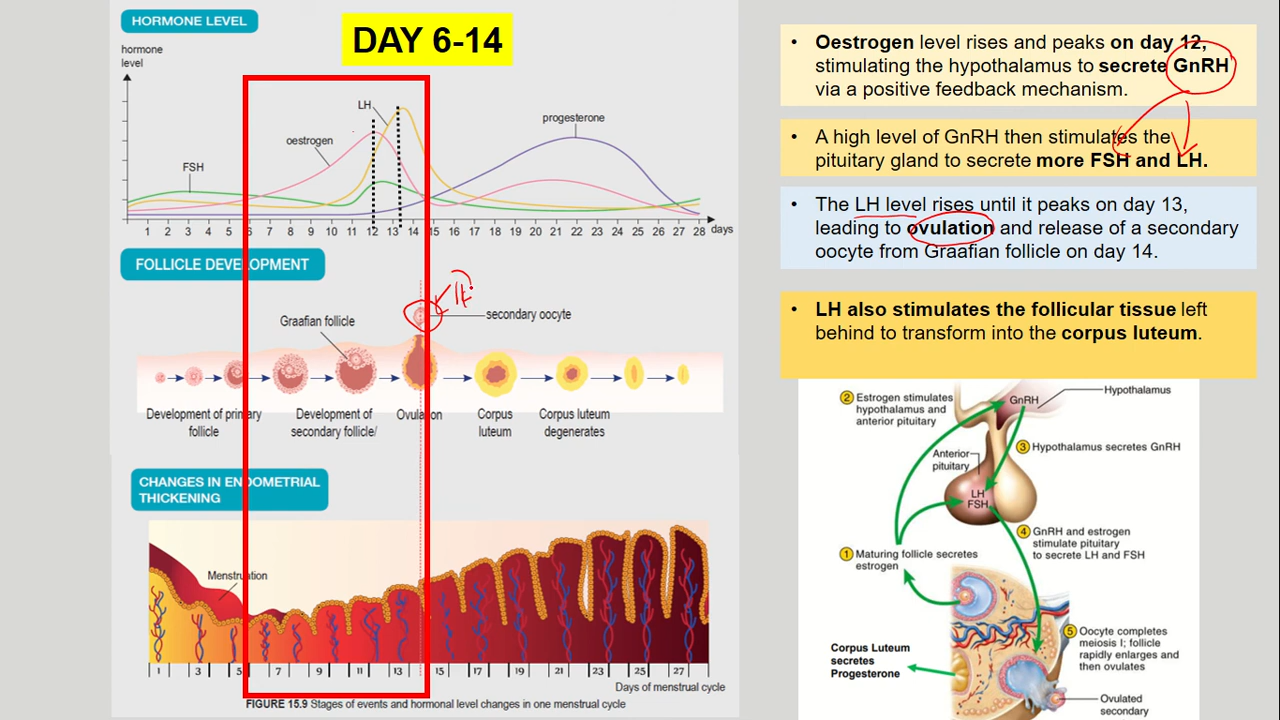 HORMONE LEVEL
DAY 6-14
hormone
level
LH
oestrogen
progesterone
FSH
1 2 3 4 5 6 7 8 9 10 11 12 13 14 15 16 17 18 19 20 21 22 23 24 25 26 27 28 days
FOLLICLE DEVELOPMENT
Graafian follicle
secondary oocyte
Development of primary
follicle
Development of
secondary follicle/
Ovulation
Corpus
luteum
Corpus luteum
degenerates
CHANGES IN ENDOMETRIAL
THICKENING
Menstruation
1 3 5 7 9 11 13 15 17 19 21 23 25 27
Days of menstrual cycle
FIGURE 15.9 Stages of events and hormonal level changes in one menstrual cycle
• Oestrogen level rises and peaks on day 12,
stimulating the hypothalamus to secrete GnRH
via a positive feedback mechanism.
• A high level of GnRH then stimulates the
pituitary gland to secrete more FSH and LH.
• The LH level rises until it peaks on day 13,
leading to ovulation and release of a secondary
oocyte from Graafian follicle on day 14.
• LH also stimulates the follicular tissue left
behind to transform into the corpus luteum.
Hypothalamus
GnRH
2 Estrogen stimulates
hypothalamus and
anterior pituitary
3 Hypothalamus secretes GnRH
Anterior
pituitary
LH
FSH
4 GnRH and estrogen
stimulate pituitary
to secrete LH and FSH
1 Maturing follicle secretes
estrogen
5 Oocyte completes
meiosis I; follicle
rapidly enlarges and
then ovulates
Corpus Luteum
secretes
Progesterone
Ovulated
secondary